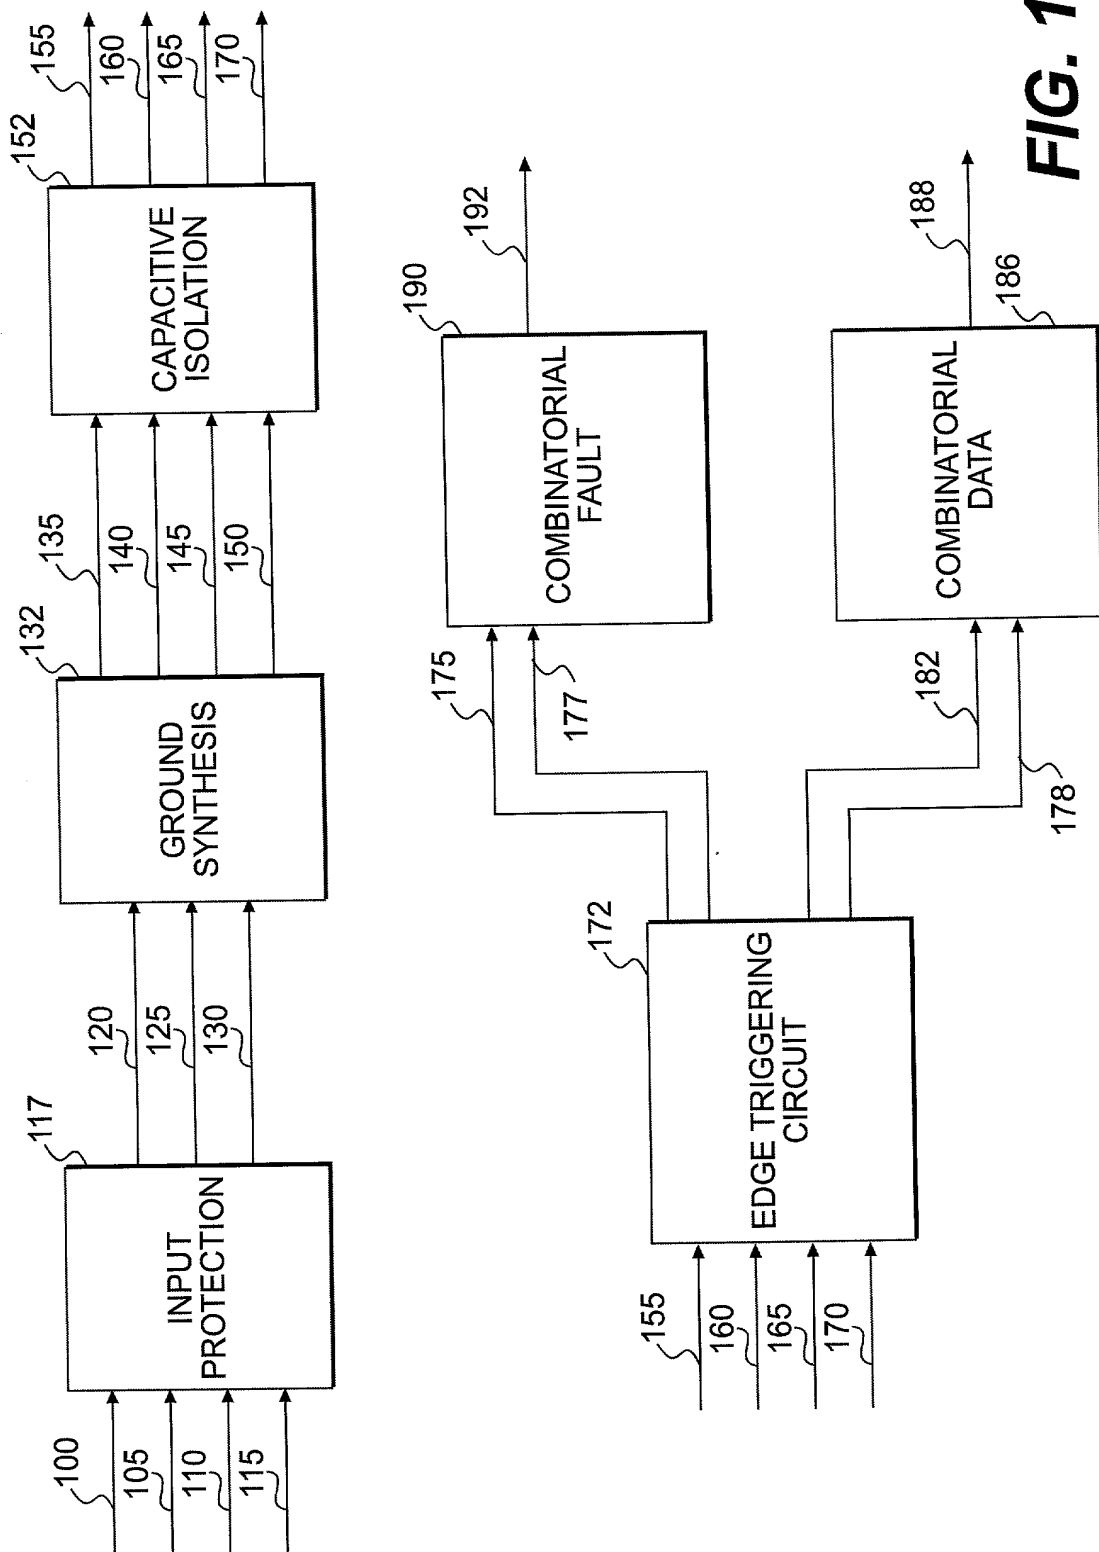 100
105
110
115
117
INPUT
PROTECTION
120
125
130
132
GROUND
SYNTHESIS
135
140
145
150
152
CAPACITIVE
ISOLATION
155
160
165
170
155
160
165
170
172
EDGE TRIGGERING
CIRCUIT
175
177
182
178
190
COMBINATORIAL
FAULT
192
COMBINATORIAL
DATA
186
188
FIG. 1